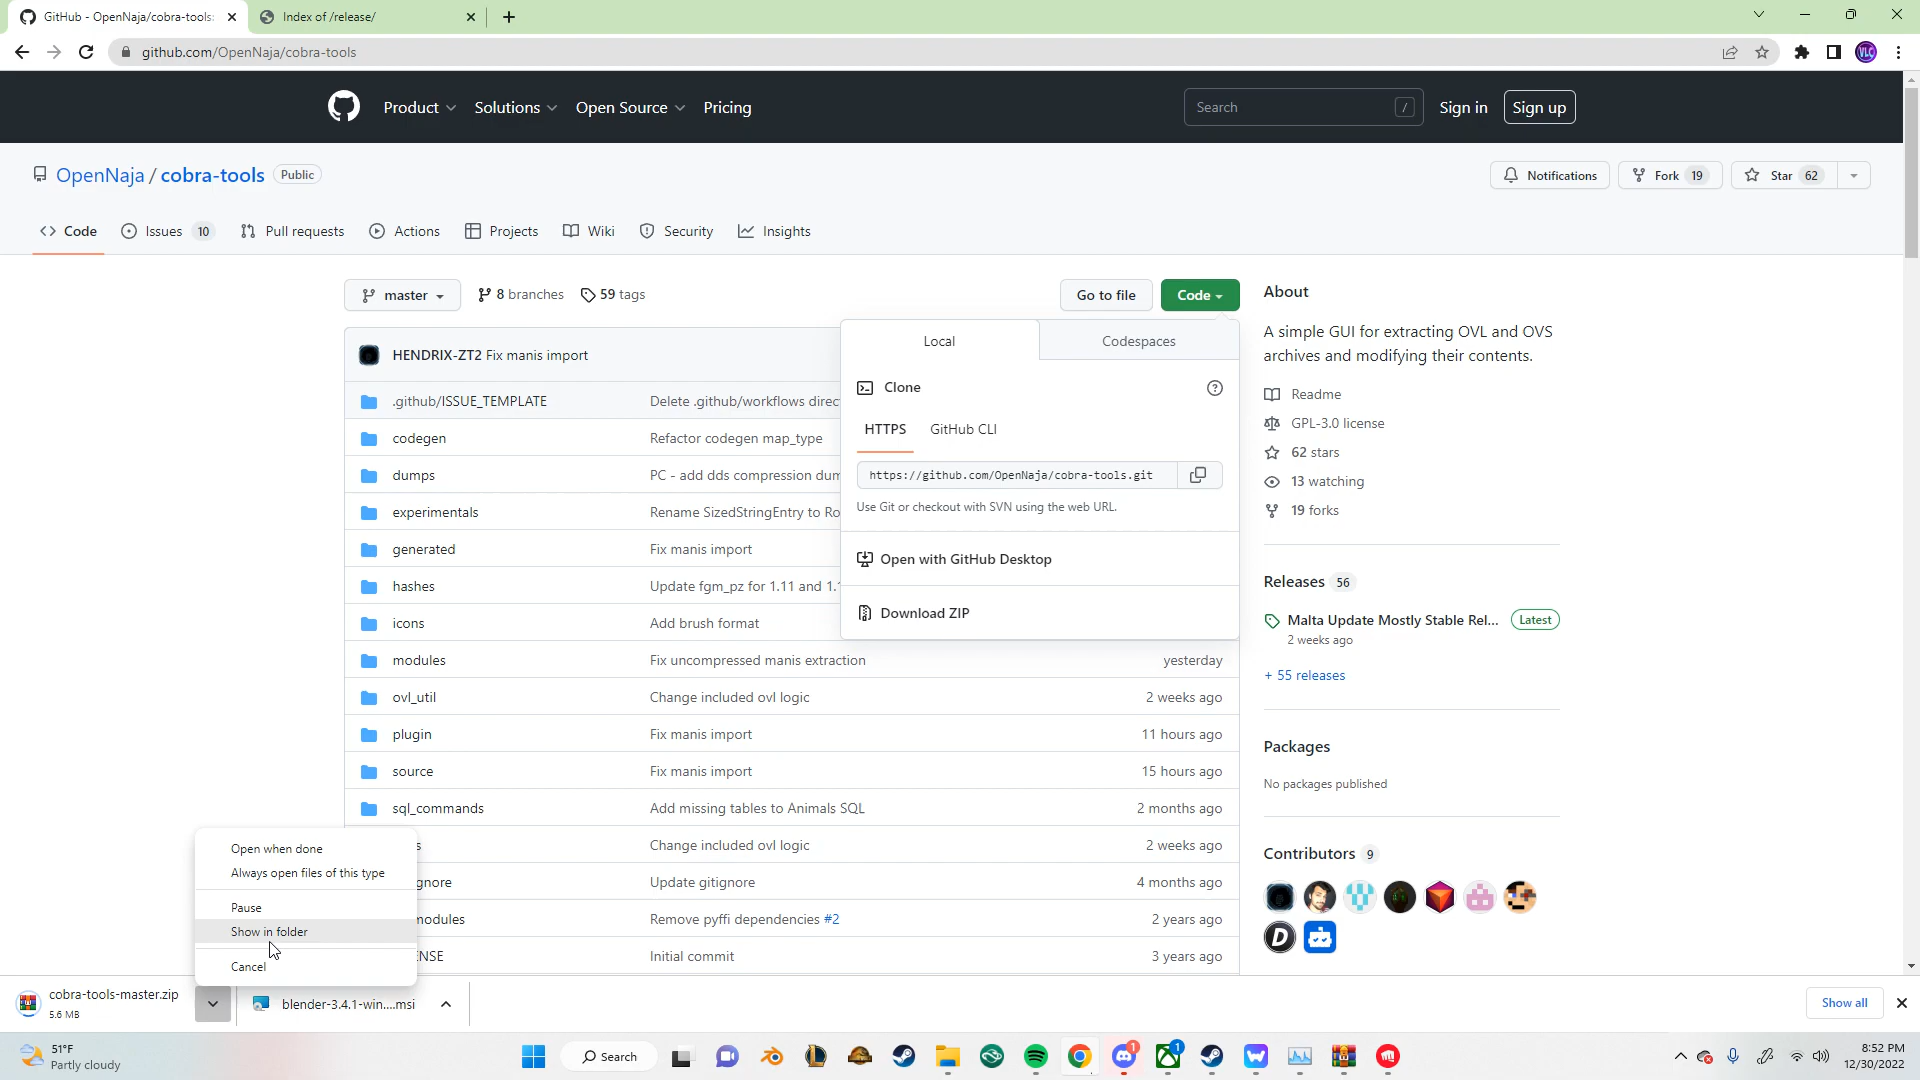 GitHub - OpenNaja/cobra-tools:
Index of /release/
github.com/OpenNaja/cobra-tools
VLC
Product
Solutions
Open Source
Pricing
Search /
Sign in
Sign up
OpenNaja / cobra-tools Public
Notifications
Fork 19
Star 62
Code
Issues 10
Pull requests
Actions
Projects
Wiki
Security
Insights
master
8 branches
59 tags
Go to file
Code
HENDRIX-ZT2 Fix manis import
.github/ISSUE_TEMPLATE Delete .github/workflows direc
codegen Refactor codegen map_type
dumps PC - add dds compression dum
experimentals Rename SizedStringEntry to Ro
generated Fix manis import
hashes Update fgm_pz for 1.11 and 1.1
icons Add brush format
modules Fix uncompressed manis extraction yesterday
ovl_util Change included ovl logic 2 weeks ago
plugin Fix manis import 11 hours ago
source Fix manis import 15 hours ago
sql_commands Add missing tables to Animals SQL 2 months ago
s Change included ovl logic 2 weeks ago
gnore Update gitignore 4 months ago
modules Remove pyffi dependencies #2 2 years ago
ENSE Initial commit 3 years ago
Local
Codespaces
Clone
HTTPS
GitHub CLI
https://github.com/OpenNaja/cobra-tools.git
Use Git or checkout with SVN using the web URL.
Open with GitHub Desktop
Download ZIP
About
A simple GUI for extracting OVL and OVS
archives and modifying their contents.
Readme
GPL-3.0 license
62 stars
13 watching
19 forks
Releases 56
Malta Update Mostly Stable Rel... Latest
2 weeks ago
+ 55 releases
Packages
No packages published
Contributors 9
Open when done
Always open files of this type
Pause
Show in folder
Cancel
cobra-tools-master.zip
5.6 MB
blender-3.4.1-win....msi
Show all
51°F
Partly cloudy
Search
1
1
8:52 PM
12/30/2022